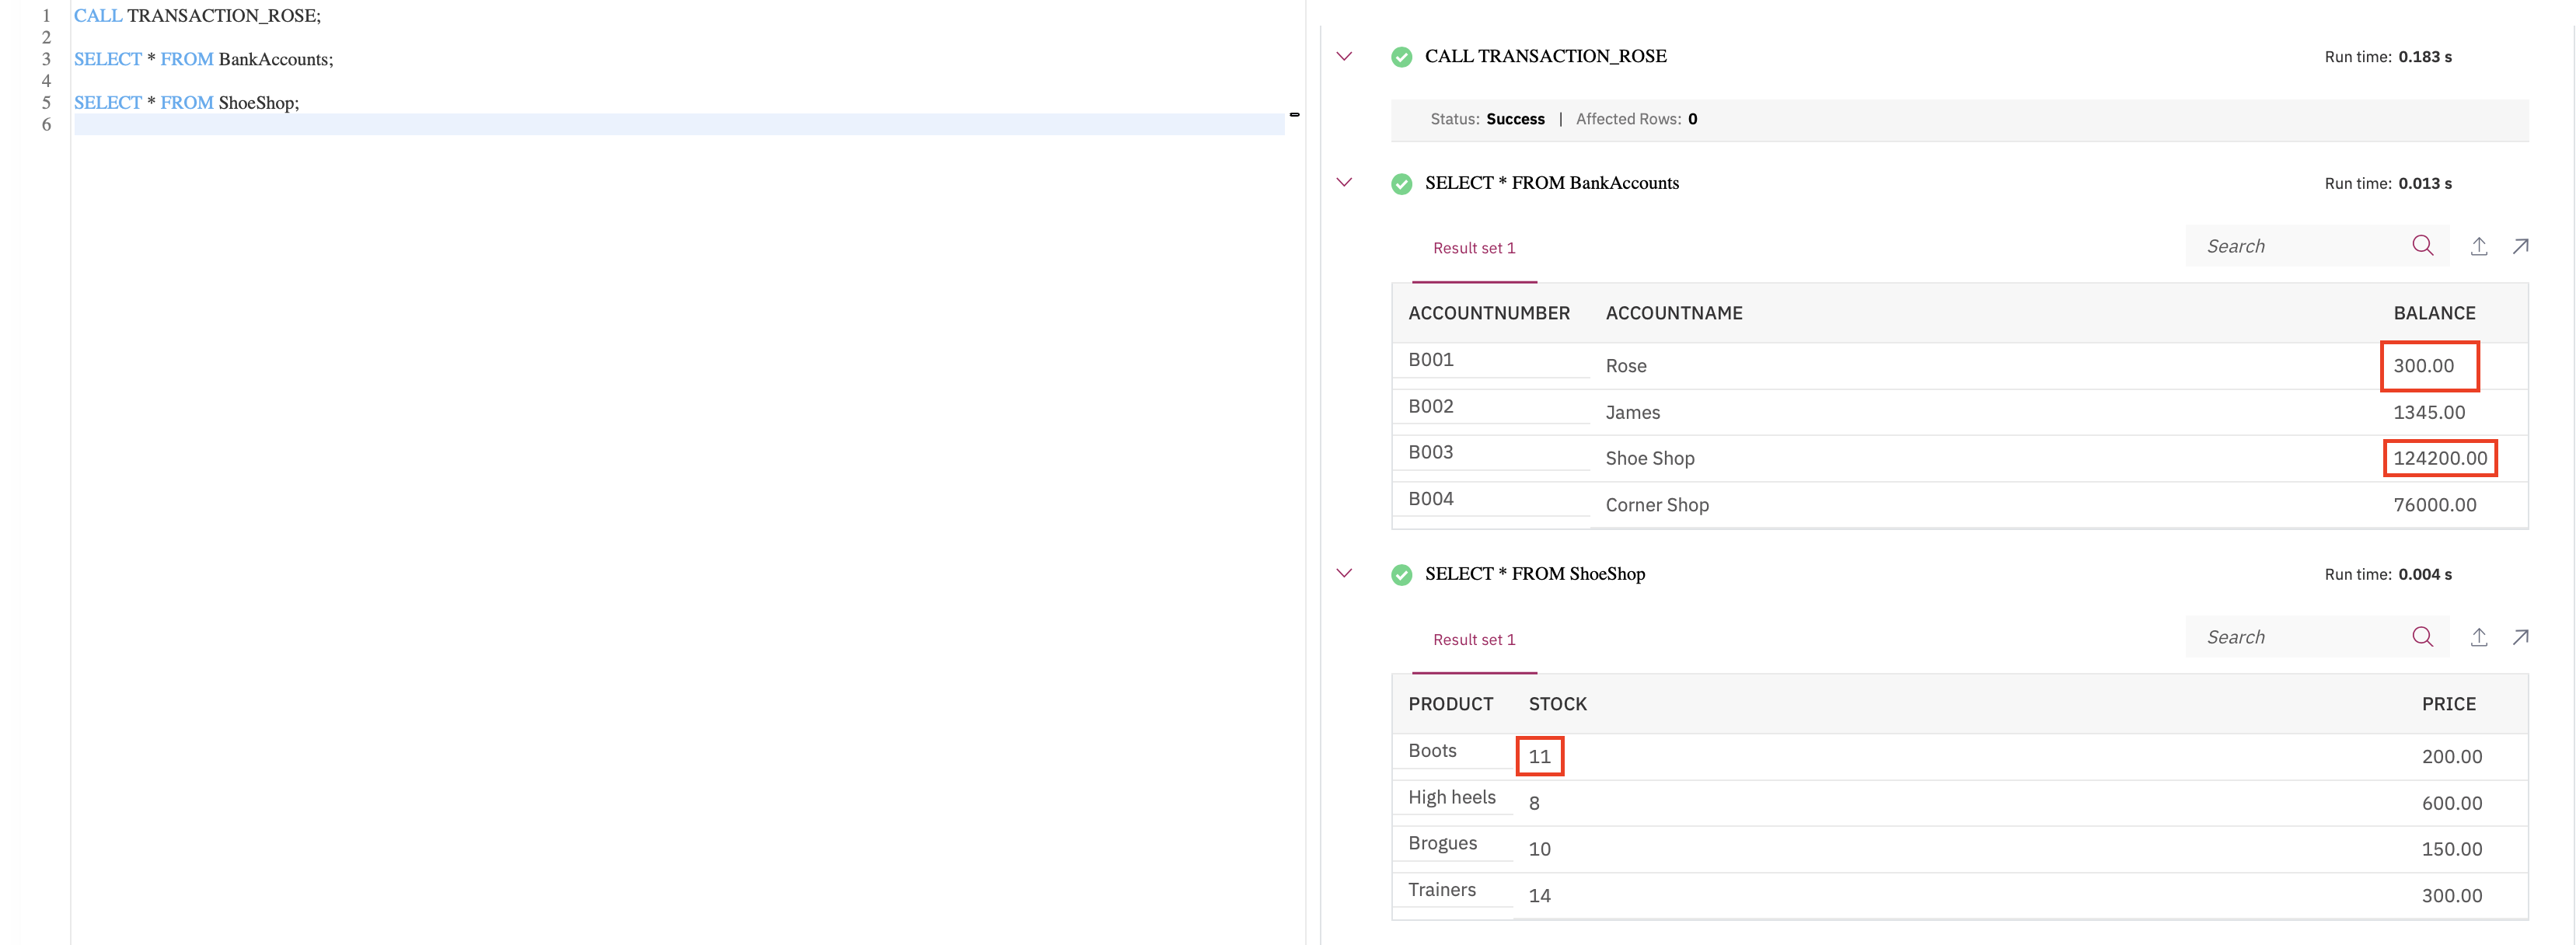 1 CALL TRANSACTION_ROSE;
2
3 SELECT * FROM BankAccounts;
4
5 SELECT * FROM ShoeShop;
6
CALL TRANSACTION_ROSE Run time: 0.183 s
Status: Success | Affected Rows: 0
SELECT * FROM BankAccounts Run time: 0.013 s
Result set 1 Search
ACCOUNTNUMBER ACCOUNTNAME BALANCE
B001 Rose 300.00
B002 James 1345.00
B003 Shoe Shop 124200.00
B004 Corner Shop 76000.00
SELECT * FROM ShoeShop Run time: 0.004 s
Result set 1 Search
PRODUCT STOCK PRICE
Boots 11 200.00
High heels 8 600.00
Brogues 10 150.00
Trainers 14 300.00